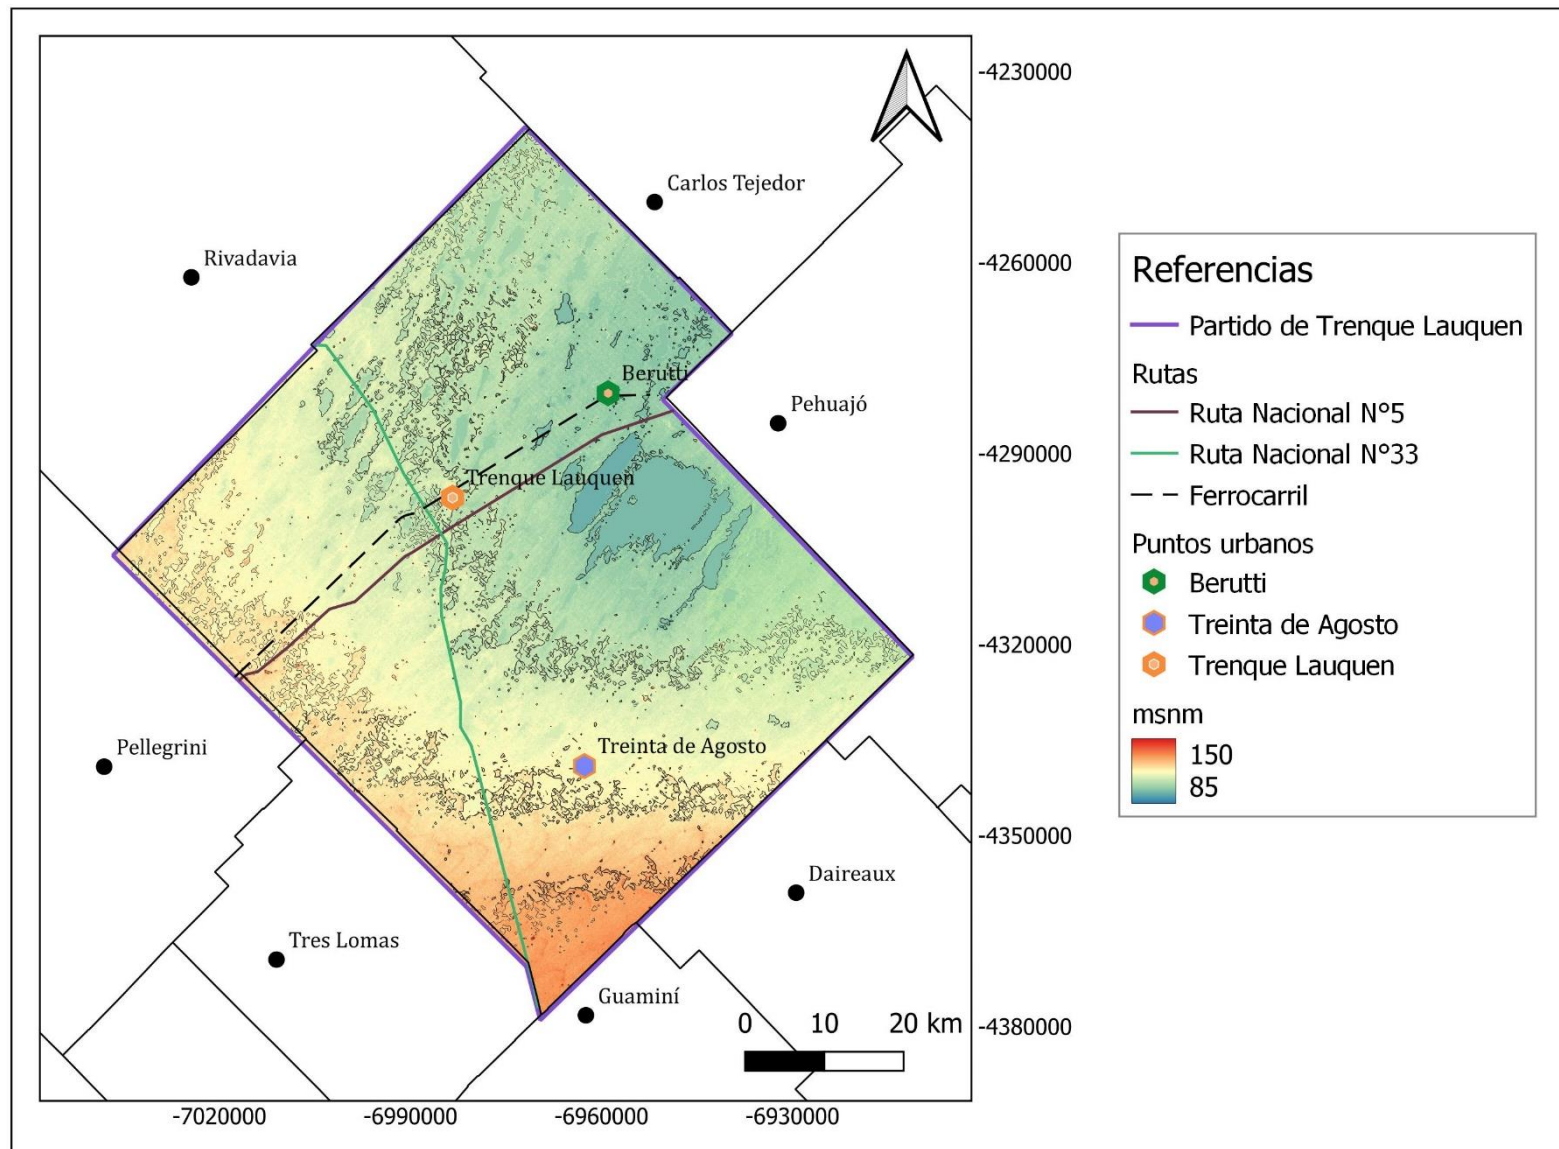 -4230000
Carlos Tejedor
Rivadavia
-4260000
Berutti
Pehuajó
-4290000
Trenque Lauquen
-4320000
Pellegrini
Treinta de Agosto
-4350000
Daireaux
Tres Lomas
Guaminí
0 10 20 km
-4380000
-7020000 -6990000 -6960000 -6930000
Referencias
Partido de Trenque Lauquen
Rutas
Ruta Nacional N°5
Ruta Nacional N°33
Ferrocarril
Puntos urbanos
Berutti
Treinta de Agosto
Trenque Lauquen
msnm
150
85